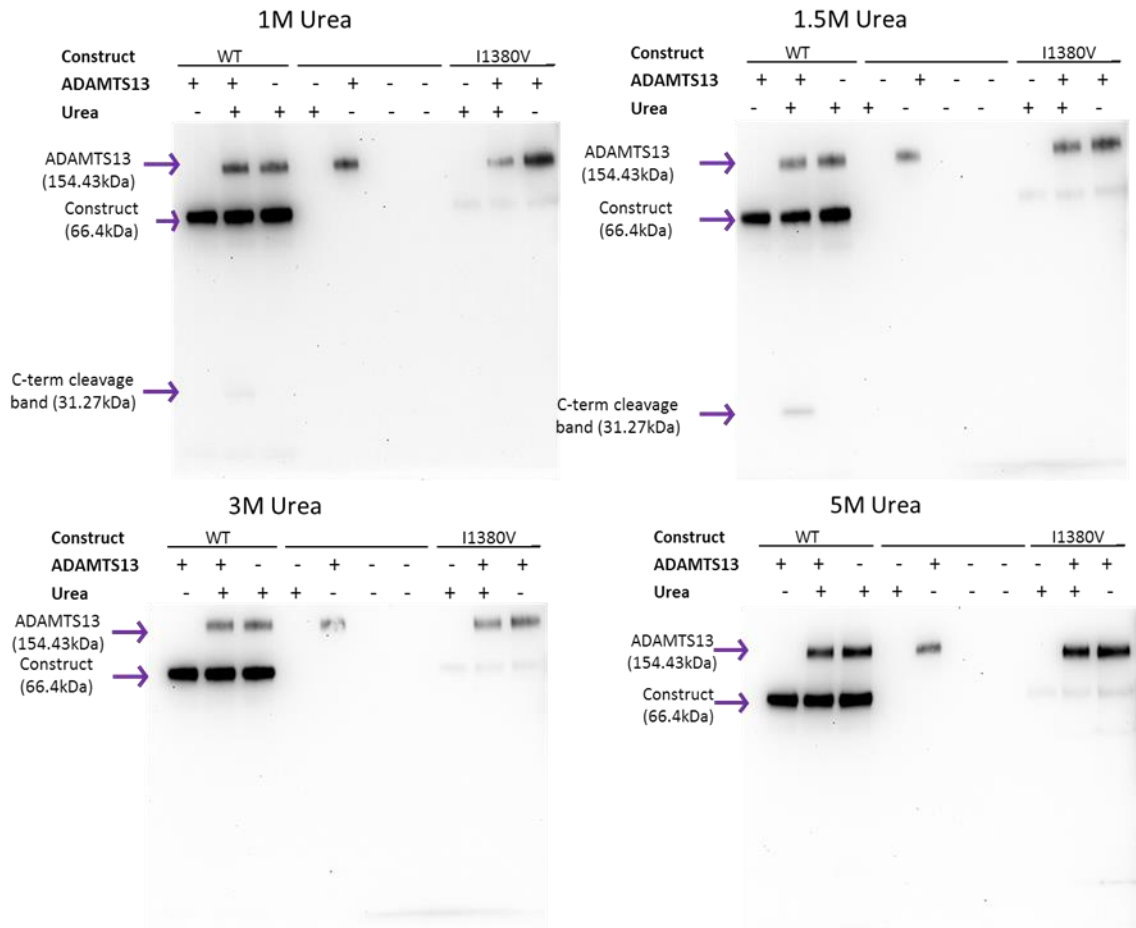 1M Urea
Construct WT I1380V
ADAMTS13 + + - - + - - - + +
Urea - + + + - - - + + -
ADAMTS13
(154.43kDa)
Construct
(66.4kDa)
C-term cleavage
band (31.27kDa)
1.5M Urea
Construct WT I1380V
ADAMTS13 + + - - + - - - + +
Urea - + + + - - - + + -
ADAMTS13
(154.43kDa)
Construct
(66.4kDa)
C-term cleavage
band (31.27kDa)
3M Urea
Construct WT I1380V
ADAMTS13 + + - - + - - - + +
Urea - + + + - - - + + -
ADAMTS13
(154.43kDa)
Construct
(66.4kDa)
5M Urea
Construct WT I1380V
ADAMTS13 + + - - + - - - + +
Urea - + + + - - - + + -
ADAMTS13
(154.43kDa)
Construct
(66.4kDa)